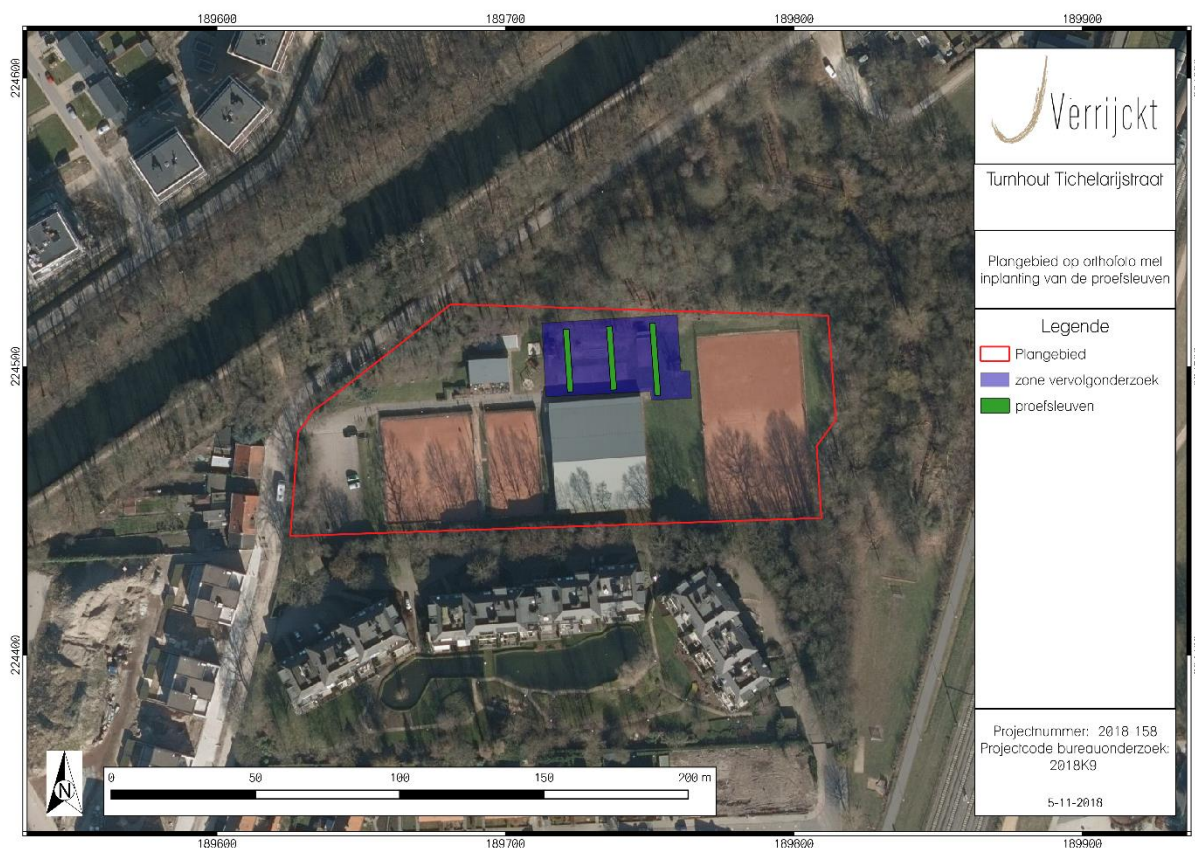 189600 189700 189800 189900
224600
224500
224400
Verrijckt
Turnhout Tichelarijstraat
Plangebied op orthofoto met
inplanting van de proefsleuven
Legende
Plangebied
zone vervolgonderzoek
proefsleuven
Projectnummer: 2018 158
Projectcode bureauonderzoek:
2018K9
5-11-2018
N
0 50 100 150 200 m
189600 189700 189800 189900